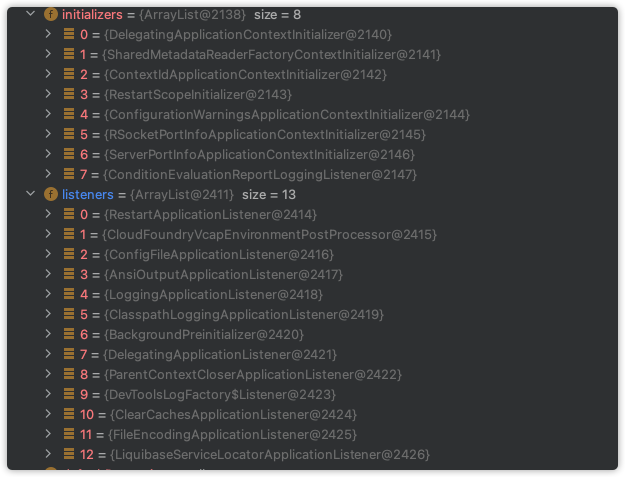 f initializers = {ArrayList@2138} size = 8
0 = {DelegatingApplicationContextInitializer@2140}
1 = {SharedMetadataReaderFactoryContextInitializer@2141}
2 = {ContextIdApplicationContextInitializer@2142}
3 = {RestartScopeInitializer@2143}
4 = {ConfigurationWarningsApplicationContextInitializer@2144}
5 = {RSocketPortInfoApplicationContextInitializer@2145}
6 = {ServerPortInfoApplicationContextInitializer@2146}
7 = {ConditionEvaluationReportLoggingListener@2147}
f listeners = {ArrayList@2411} size = 13
0 = {RestartApplicationListener@2414}
1 = {CloudFoundryVcapEnvironmentPostProcessor@2415}
2 = {ConfigFileApplicationListener@2416}
3 = {AnsiOutputApplicationListener@2417}
4 = {LoggingApplicationListener@2418}
5 = {ClasspathLoggingApplicationListener@2419}
6 = {BackgroundPreinitializer@2420}
7 = {DelegatingApplicationListener@2421}
8 = {ParentContextCloserApplicationListener@2422}
9 = {DevToolsLogFactory$Listener@2423}
10 = {ClearCachesApplicationListener@2424}
11 = {FileEncodingApplicationListener@2425}
12 = {LiquibaseServiceLocatorApplicationListener@2426}